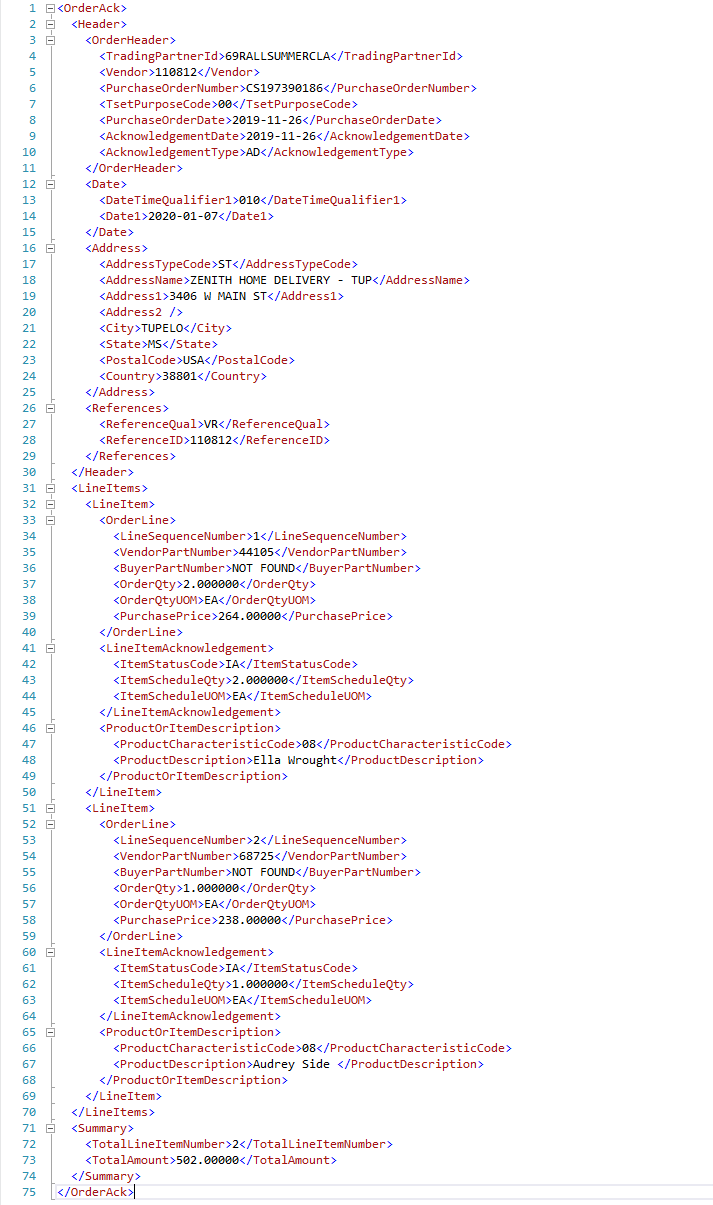 1 <OrderAck>
2 <Header>
3 <OrderHeader>
4 <TradingPartnerId>69RALLSUMMERCLA</TradingPartnerId>
5 <Vendor>110812</Vendor>
6 <PurchaseOrderNumber>CS197390186</PurchaseOrderNumber>
7 <TsetPurposeCode>00</TsetPurposeCode>
8 <PurchaseOrderDate>2019-11-26</PurchaseOrderDate>
9 <AcknowledgementDate>2019-11-26</AcknowledgementDate>
10 <AcknowledgementType>AD</AcknowledgementType>
11 </OrderHeader>
12 <Date>
13 <DateTimeQualifier1>010</DateTimeQualifier1>
14 <Date1>2020-01-07</Date1>
15 </Date>
16 <Address>
17 <AddressTypeCode>ST</AddressTypeCode>
18 <AddressName>ZENITH HOME DELIVERY - TUP</AddressName>
19 <Address1>3406 W MAIN ST</Address1>
20 <Address2 />
21 <City>TUPELO</City>
22 <State>MS</State>
23 <PostalCode>USA</PostalCode>
24 <Country>38801</Country>
25 </Address>
26 <References>
27 <ReferenceQual>VR</ReferenceQual>
28 <ReferenceID>110812</ReferenceID>
29 </References>
30 </Header>
31 <LineItems>
32 <LineItem>
33 <OrderLine>
34 <LineSequenceNumber>1</LineSequenceNumber>
35 <VendorPartNumber>44105</VendorPartNumber>
36 <BuyerPartNumber>NOT FOUND</BuyerPartNumber>
37 <OrderQty>2.000000</OrderQty>
38 <OrderQtyUOM>EA</OrderQtyUOM>
39 <PurchasePrice>264.00000</PurchasePrice>
40 </OrderLine>
41 <LineItemAcknowledgement>
42 <ItemStatusCode>IA</ItemStatusCode>
43 <ItemScheduleQty>2.000000</ItemScheduleQty>
44 <ItemScheduleUOM>EA</ItemScheduleUOM>
45 </LineItemAcknowledgement>
46 <ProductOrItemDescription>
47 <ProductCharacteristicCode>08</ProductCharacteristicCode>
48 <ProductDescription>Ella Wrought</ProductDescription>
49 </ProductOrItemDescription>
50 </LineItem>
51 <LineItem>
52 <OrderLine>
53 <LineSequenceNumber>2</LineSequenceNumber>
54 <VendorPartNumber>68725</VendorPartNumber>
55 <BuyerPartNumber>NOT FOUND</BuyerPartNumber>
56 <OrderQty>1.000000</OrderQty>
57 <OrderQtyUOM>EA</OrderQtyUOM>
58 <PurchasePrice>238.00000</PurchasePrice>
59 </OrderLine>
60 <LineItemAcknowledgement>
61 <ItemStatusCode>IA</ItemStatusCode>
62 <ItemScheduleQty>1.000000</ItemScheduleQty>
63 <ItemScheduleUOM>EA</ItemScheduleUOM>
64 </LineItemAcknowledgement>
65 <ProductOrItemDescription>
66 <ProductCharacteristicCode>08</ProductCharacteristicCode>
67 <ProductDescription>Audrey Side </ProductDescription>
68 </ProductOrItemDescription>
69 </LineItem>
70 </LineItems>
71 <Summary>
72 <TotalLineItemNumber>2</TotalLineItemNumber>
73 <TotalAmount>502.00000</TotalAmount>
74 </Summary>
75 </OrderAck>